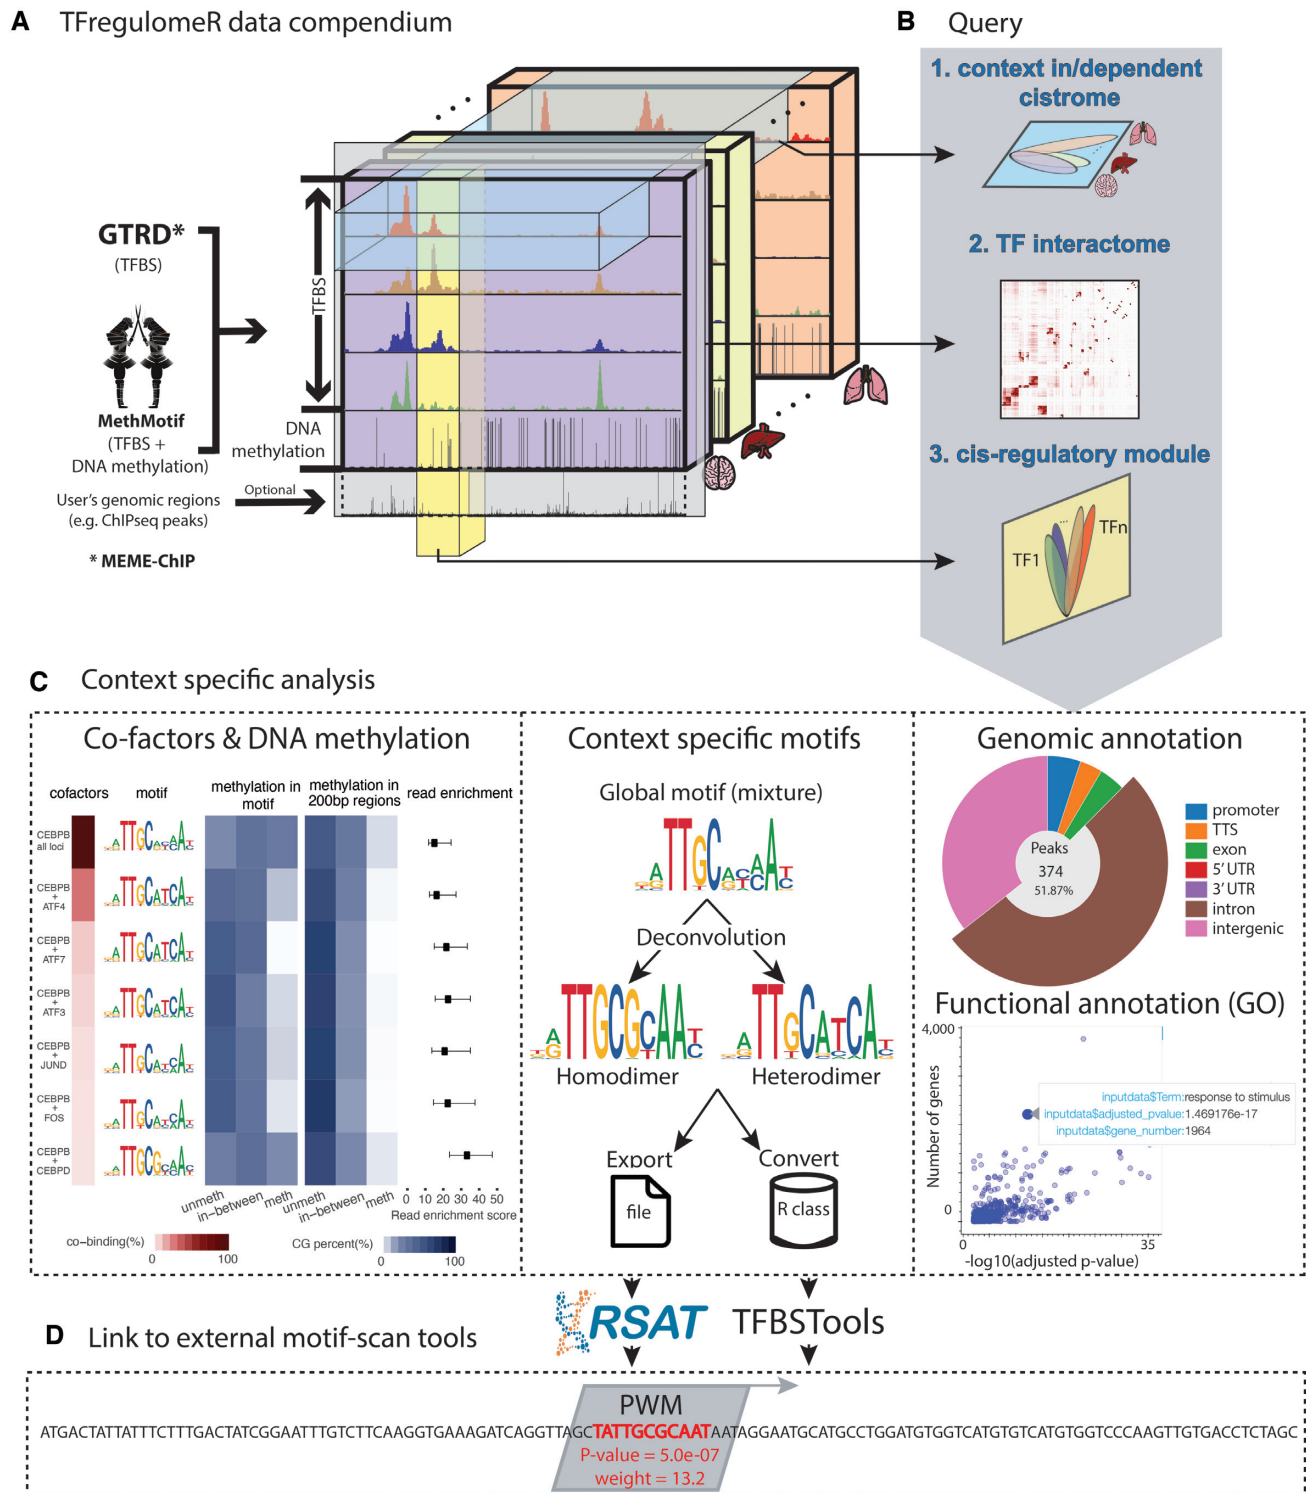 A TFregulomeR data compendium
B Query
1. context in/dependent
cistrome
2. TF interactome
3. cis-regulatory module
TF1
...
TFn
GTRD*
(TFBS)
MethMotif
(TFBS +
DNA methylation)
User's genomic regions
(e.g. ChIPseq peaks)
Optional
* MEME-ChIP
TFBS
DNA
methylation
C Context specific analysis
Co-factors & DNA methylation
cofactors
motif
methylation in
motif
methylation in
200bp regions
read enrichment
CEBPB
all loci
CEBPB
+
ATF4
CEBPB
+
ATF7
CEBPB
+
ATF3
CEBPB
+
JUND
CEBPB
+
FOS
CEBPB
+
CEBPD
unmeth
in-between
meth
unmeth
in-between
meth
0 10 20 30 40 50
Read enrichment score
co-binding(%)
0 100
CG percent(%)
0 100
Context specific motifs
Global motif (mixture)
Deconvolution
Homodimer
Heterodimer
Export
file
Convert
R class
Genomic annotation
Peaks
374
51.87%
promoter
TTS
exon
5' UTR
3' UTR
intron
intergenic
Functional annotation (GO)
4,000
Number of genes
0
inputdata$Term:response to stimulus
inputdata$adjusted_pvalue:1.469176e-17
inputdata$gene_number:1964
0 35
-log10(adjusted p-value)
RSAT
TFBSTools
D Link to external motif-scan tools
PWM
ATGACTATTATTTCTTTGACTATCGGAATTTGTCTTCAAGGTGAAAGATCAGGTTAGCTATTGCGCAATAATAGGAATGCATGCCTGGATGTGGTCATGTGTCATGTGGTCCCAAGTTGTGACCTCTAGC
P-value = 5.0e-07
weight = 13.2